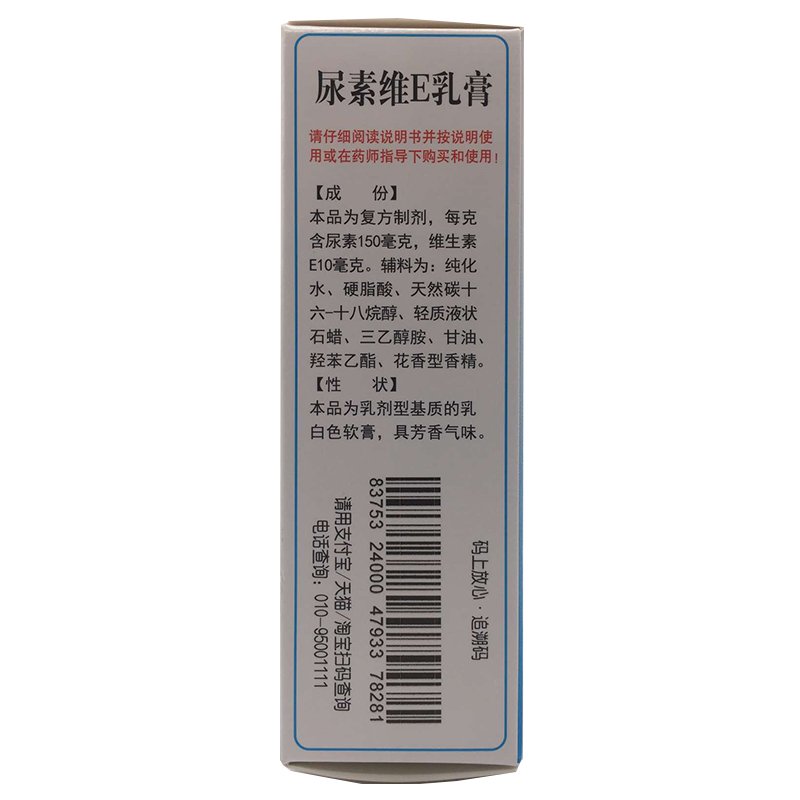 尿素维E乳膏
请仔细阅读说明书并按说明使
用或在药师指导下购买和使用!
【成 份】
本品为复方制剂，每克
含尿素150毫克，维生素
E10毫克。辅料为：纯化
水、硬脂酸、天然碳十
六-十八烷醇、轻质液状
石蜡、三乙醇胺、甘油、
羟苯乙酯、花香型香精。
【性 状】
本品为乳剂型基质的乳
白色软膏，具芳香气味。
码上放心·追溯码
83753 24000 47933 78281
请用支付宝/天猫/淘宝扫码查询
电话查询：010-95001111